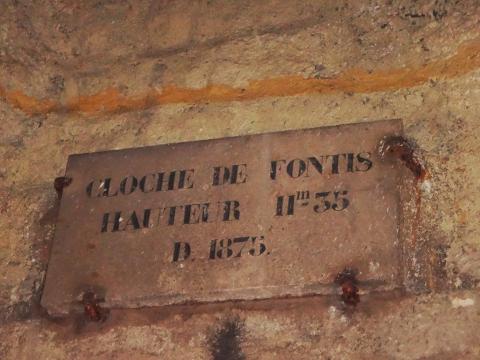 CLOCHE DE FONTIS
HAUTEUR 11m35
D. 1875.